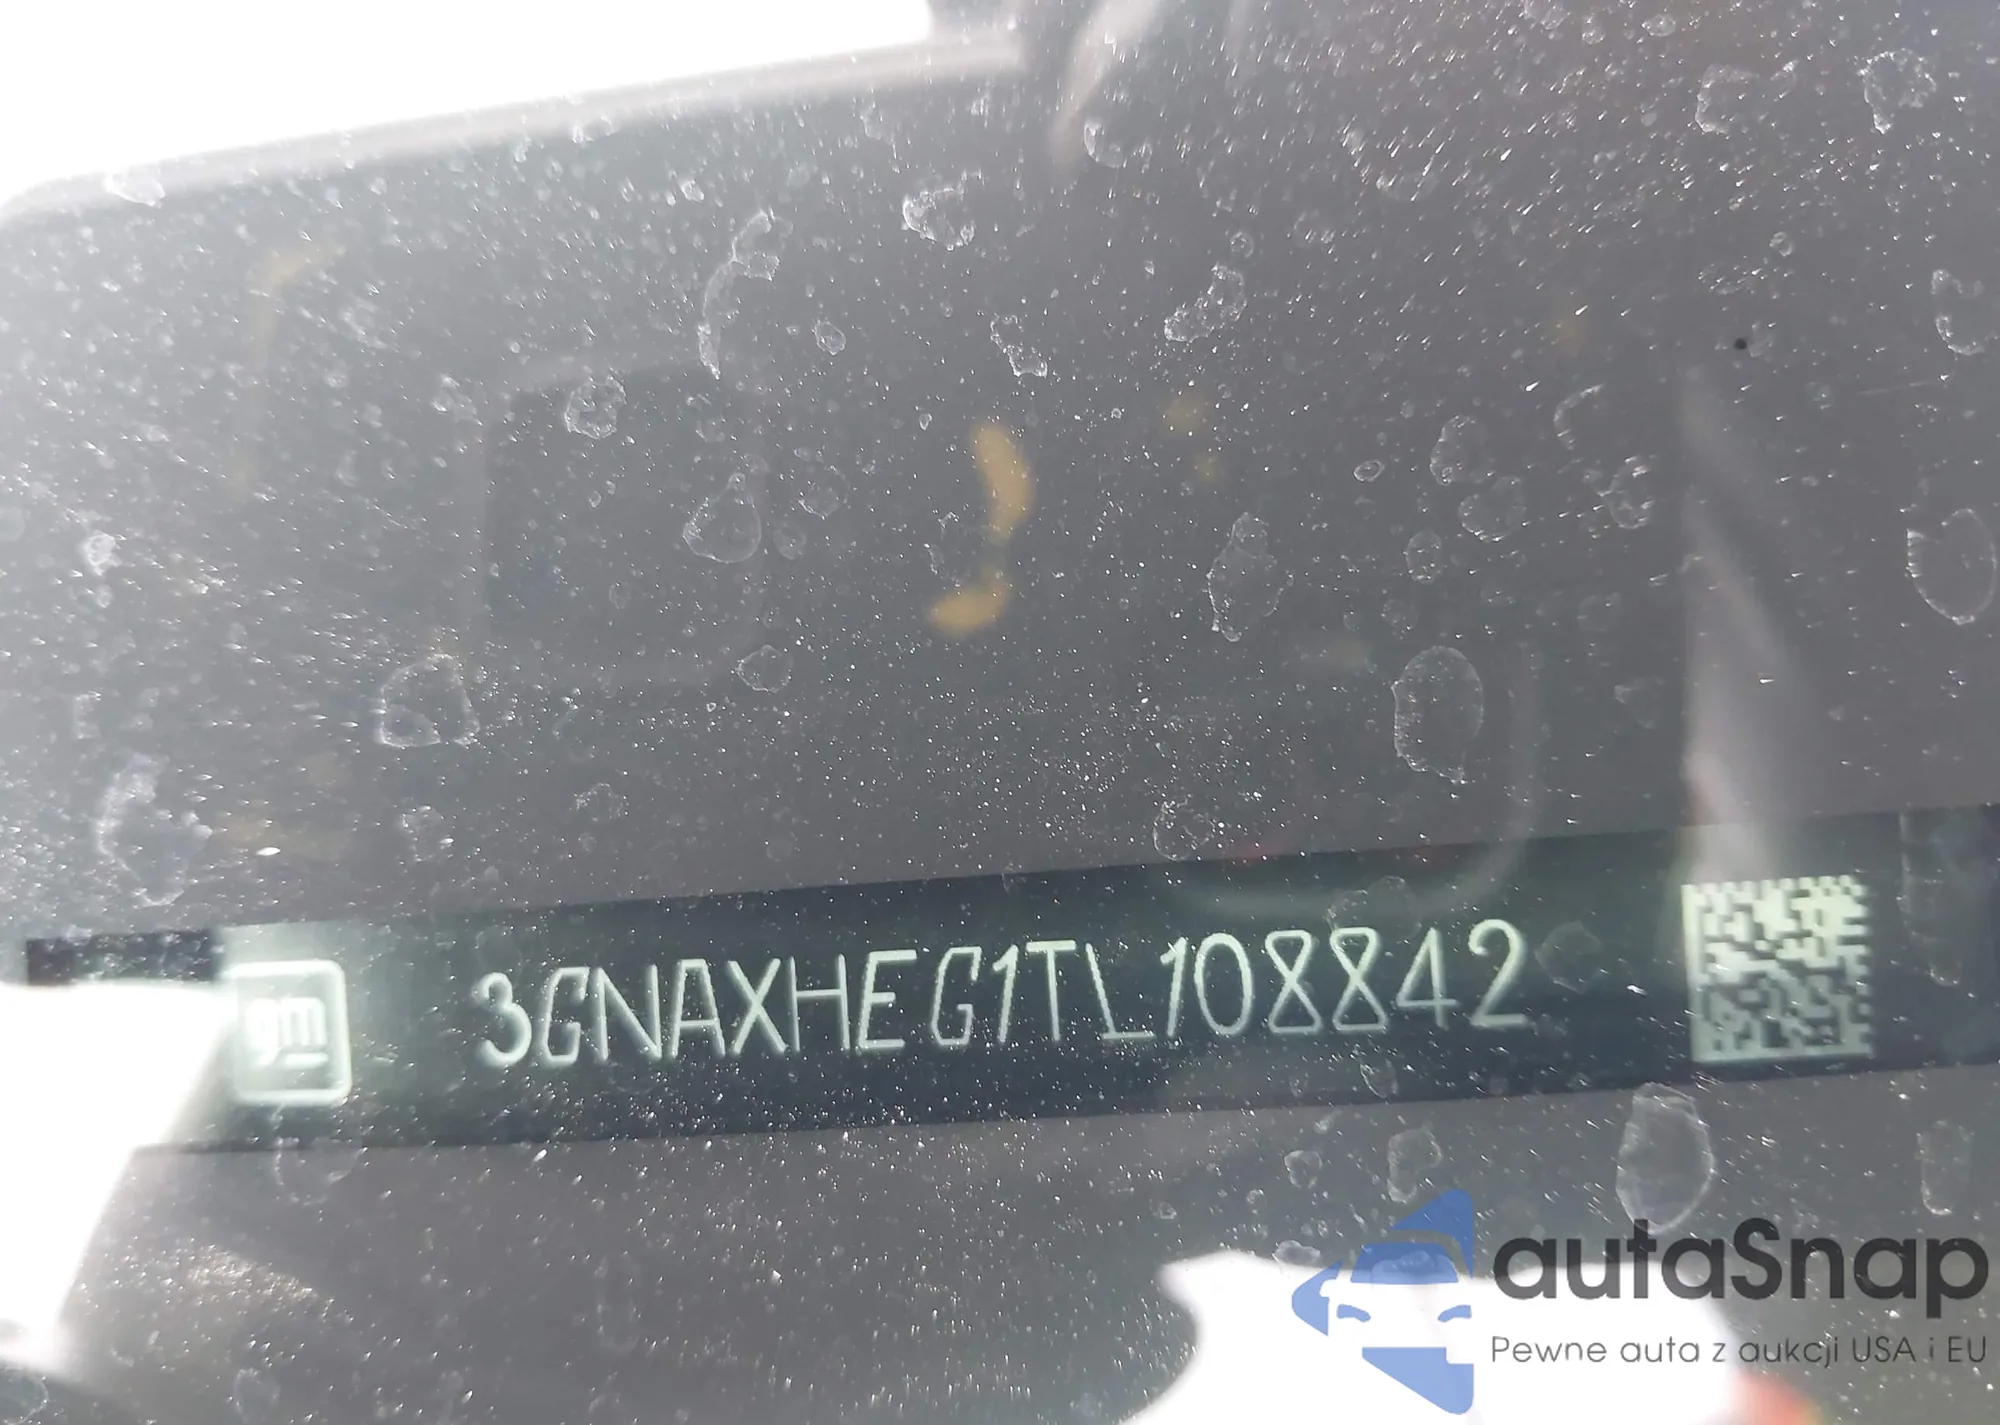 gm 3GNAXHEG1TL108842
autaSnap
Pewne auta z aukcji USA i EU